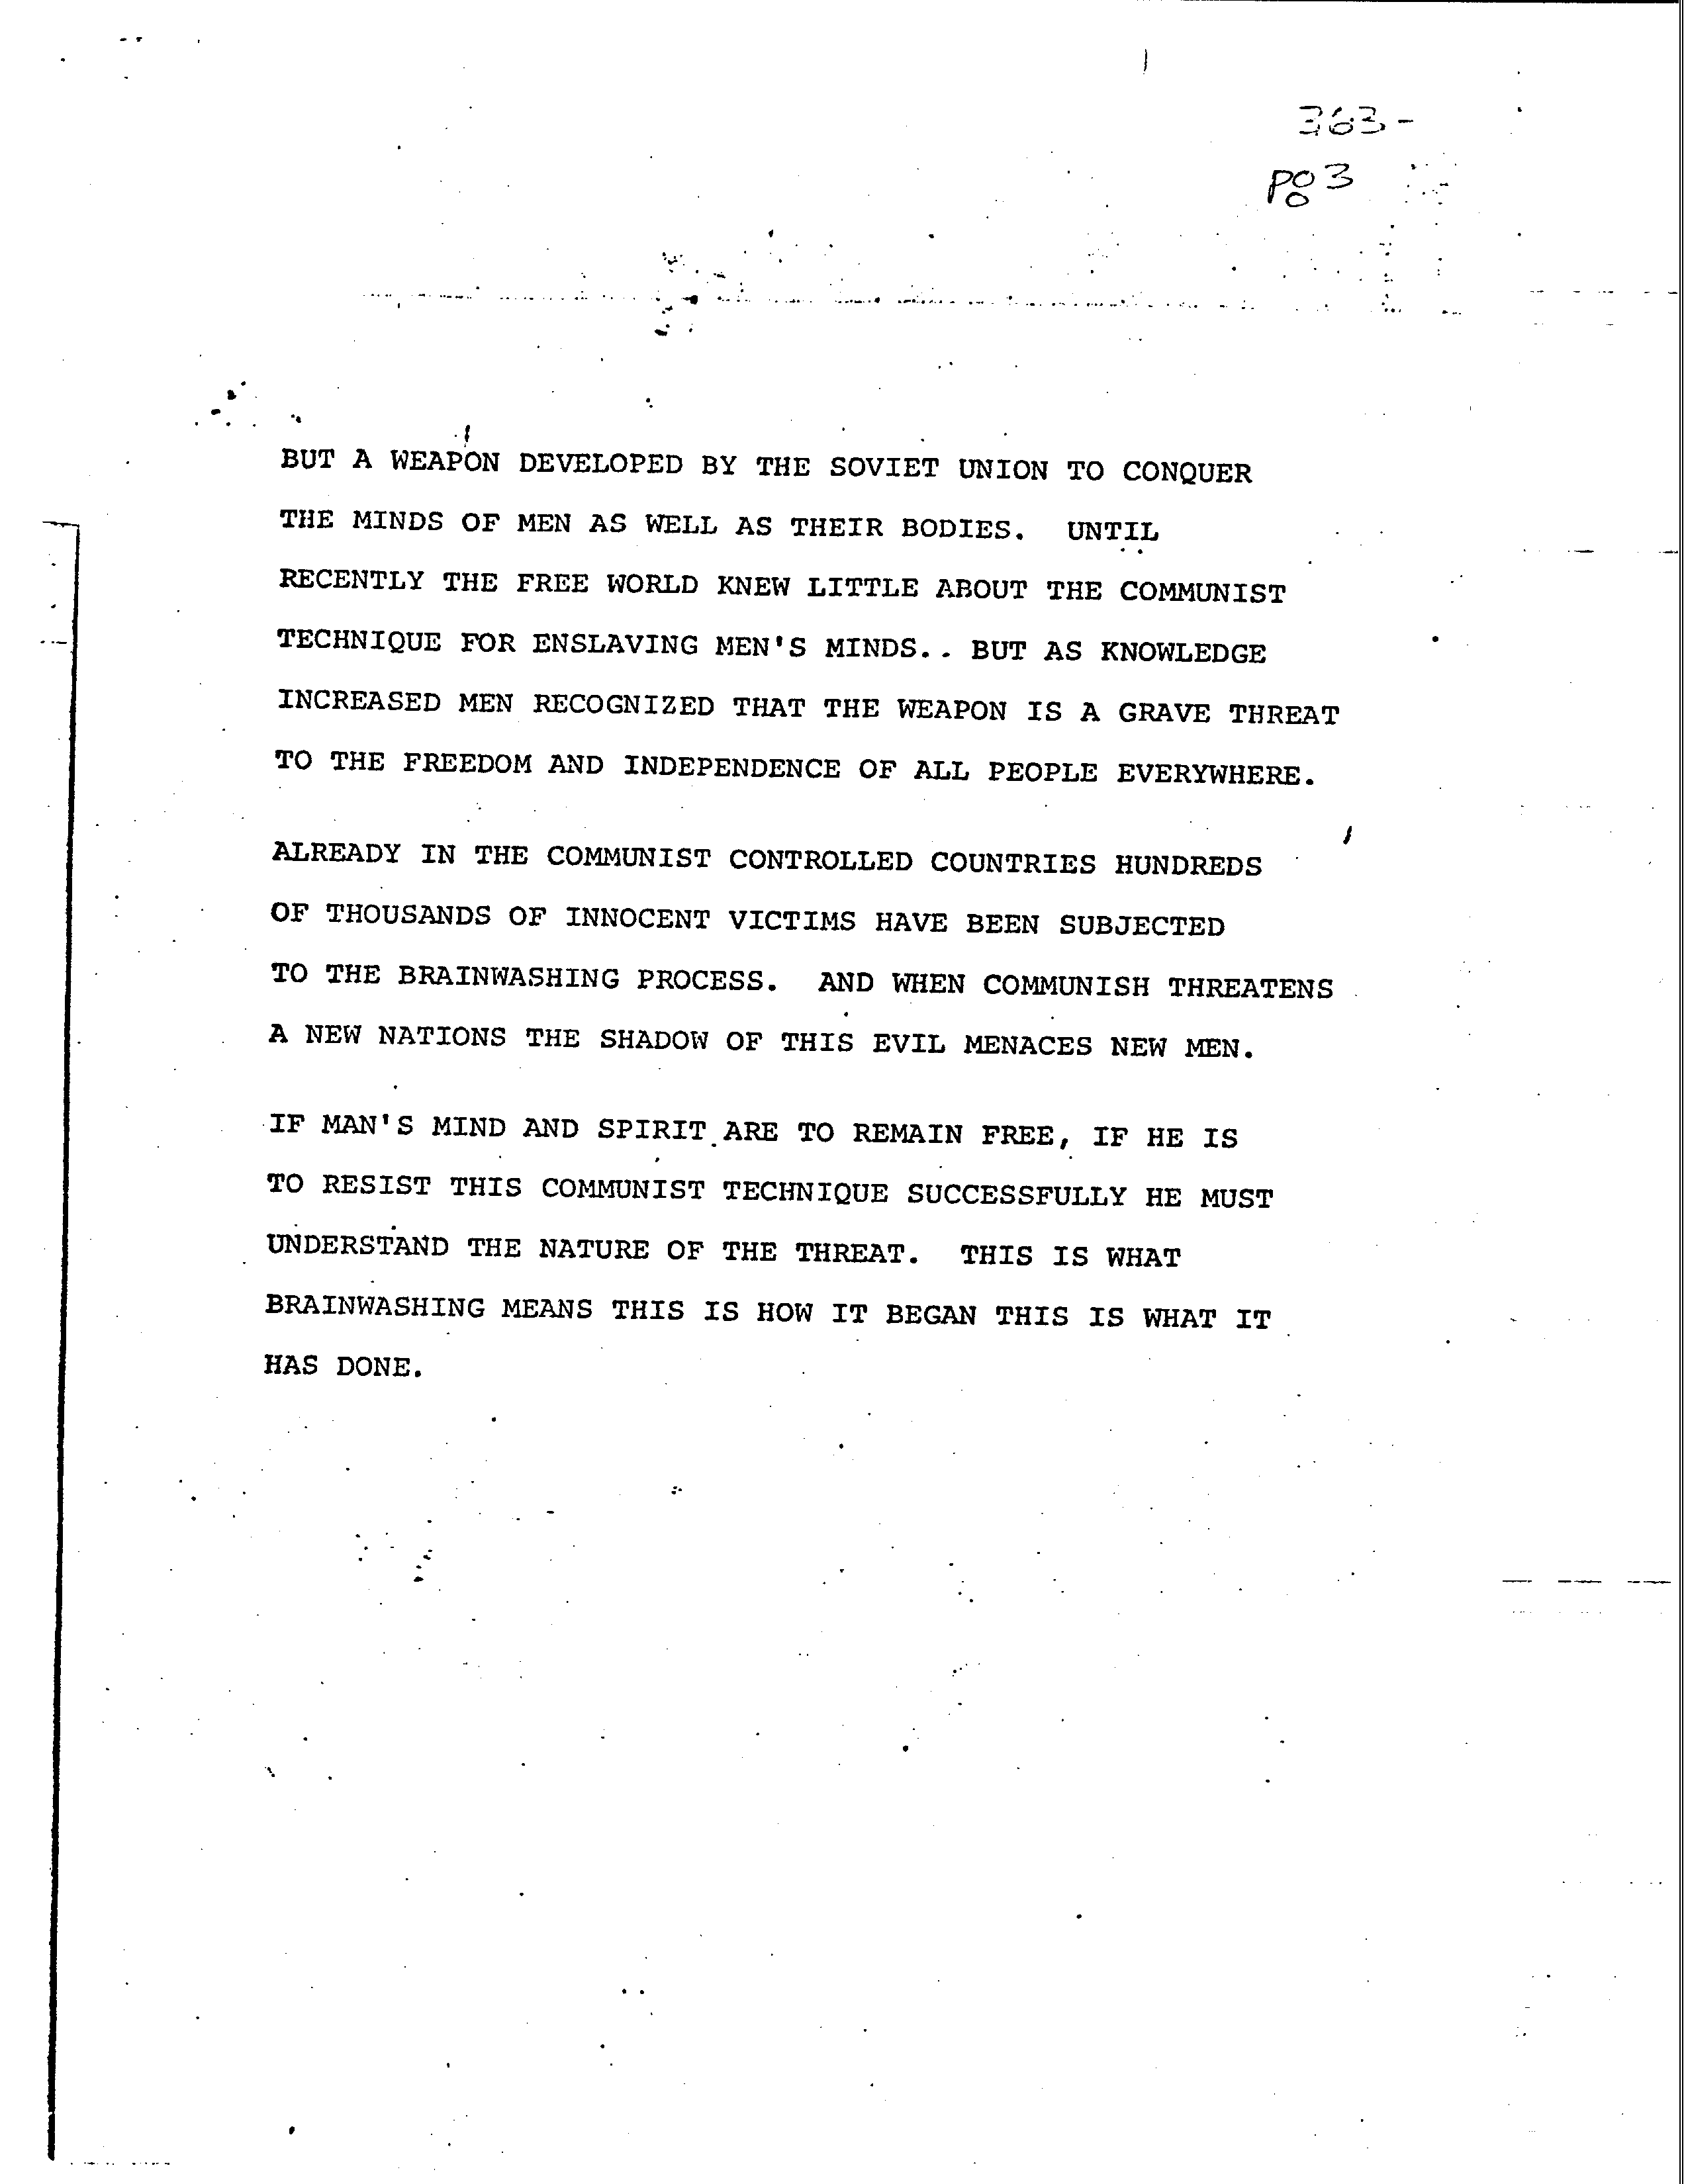 363-
pg 3
BUT A WEAPON DEVELOPED BY THE SOVIET UNION TO CONQUER
THE MINDS OF MEN AS WELL AS THEIR BODIES. UNTIL
RECENTLY THE FREE WORLD KNEW LITTLE ABOUT THE COMMUNIST
TECHNIQUE FOR ENSLAVING MEN'S MINDS.. BUT AS KNOWLEDGE
INCREASED MEN RECOGNIZED THAT THE WEAPON IS A GRAVE THREAT
TO THE FREEDOM AND INDEPENDENCE OF ALL PEOPLE EVERYWHERE.
ALREADY IN THE COMMUNIST CONTROLLED COUNTRIES HUNDREDS
OF THOUSANDS OF INNOCENT VICTIMS HAVE BEEN SUBJECTED
TO THE BRAINWASHING PROCESS. AND WHEN COMMUNISH THREATENS
A NEW NATIONS THE SHADOW OF THIS EVIL MENACES NEW MEN.
IF MAN'S MIND AND SPIRIT ARE TO REMAIN FREE, IF HE IS
TO RESIST THIS COMMUNIST TECHNIQUE SUCCESSFULLY HE MUST
UNDERSTAND THE NATURE OF THE THREAT. THIS IS WHAT
BRAINWASHING MEANS THIS IS HOW IT BEGAN THIS IS WHAT IT
HAS DONE.